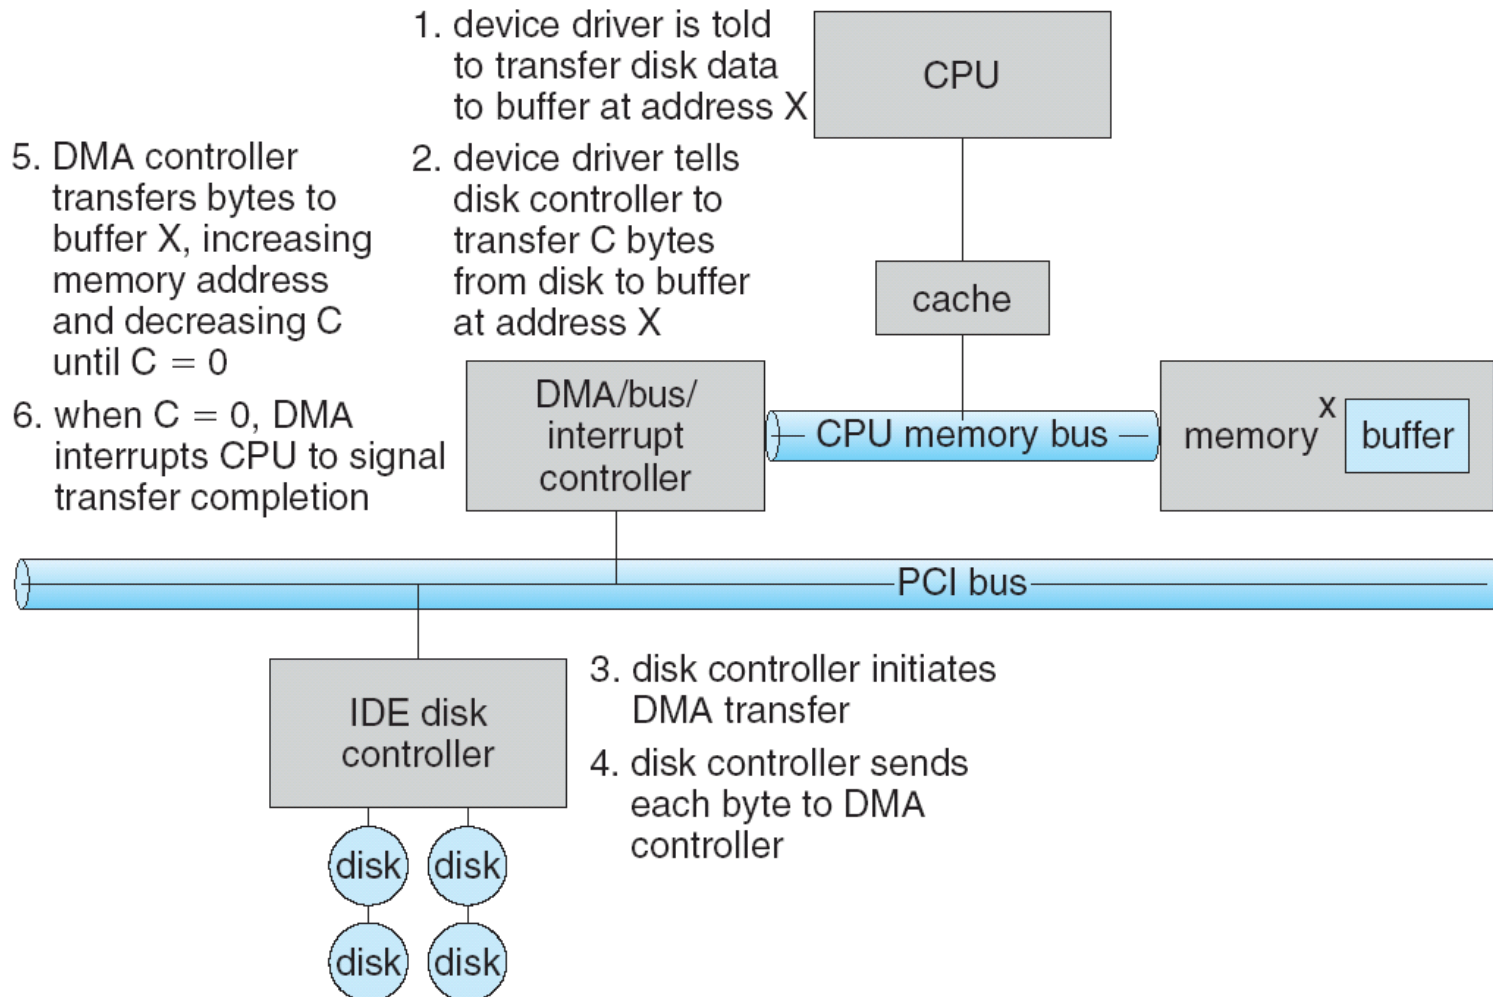 1. device driver is told
to transfer disk data
to buffer at address X
CPU
5. DMA controller
transfers bytes to
buffer X, increasing
memory address
and decreasing C
until C = 0
2. device driver tells
disk controller to
transfer C bytes
from disk to buffer
at address X
cache
6. when C = 0, DMA
interrupts CPU to signal
transfer completion
DMA/bus/
interrupt
controller
CPU memory bus
memory
x
buffer
PCI bus
IDE disk
controller
3. disk controller initiates
DMA transfer
4. disk controller sends
each byte to DMA
controller
disk
disk
disk
disk